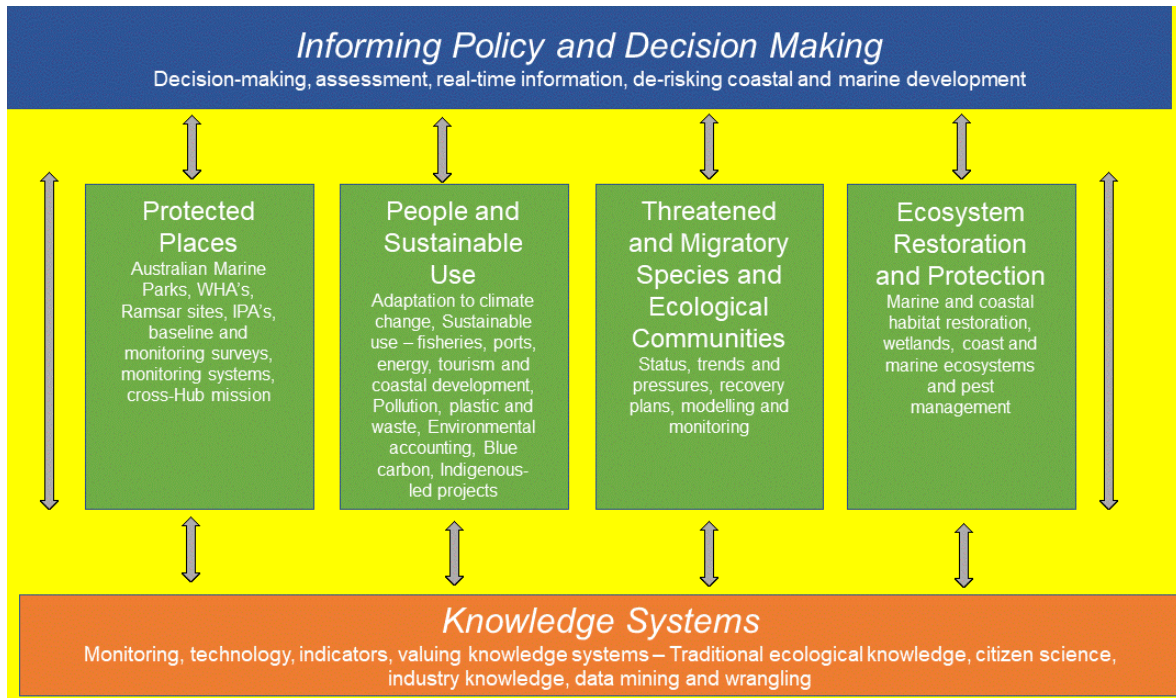 Informing Policy and Decision Making
Decision-making, assessment, real-time information, de-risking coastal and marine development
Protected
Places
Australian Marine
Parks, WHA's,
Ramsar sites, IPA's,
baseline and
monitoring surveys,
monitoring systems,
cross-Hub mission
People and
Sustainable
Use
Adaptation to climate
change, Sustainable
use – fisheries, ports,
energy, tourism and
coastal development,
Pollution, plastic and
waste, Environmental
accounting, Blue
carbon, Indigenous-
led projects
Threatened
and Migratory
Species and
Ecological
Communities
Status, trends and
pressures, recovery
plans, modelling and
monitoring
Ecosystem
Restoration
and Protection
Marine and coastal
habitat restoration,
wetlands, coast and
marine ecosystems
and pest
management
Knowledge Systems
Monitoring, technology, indicators, valuing knowledge systems – Traditional ecological knowledge, citizen science,
industry knowledge, data mining and wrangling